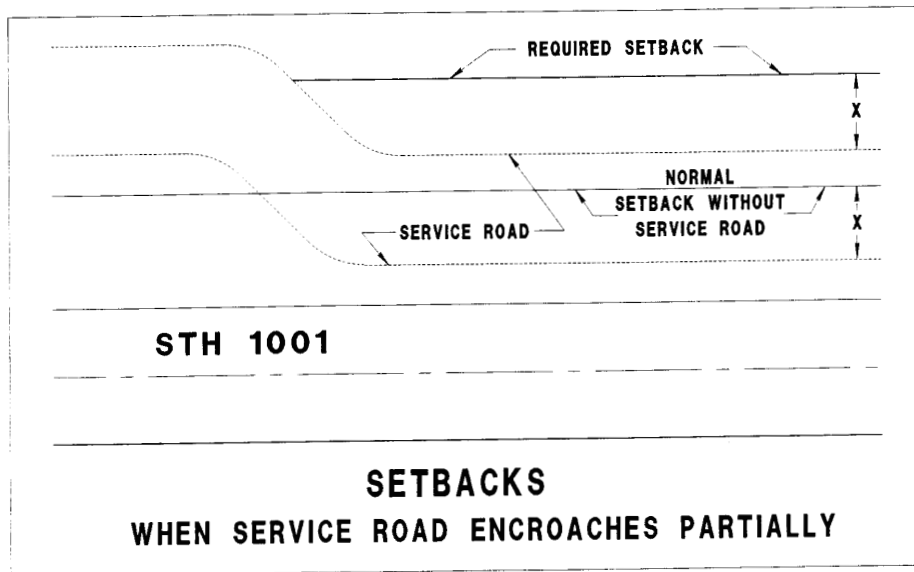 REQUIRED SETBACK
X
NORMAL
SETBACK WITHOUT
SERVICE ROAD
SERVICE ROAD
X
STH 1001
SETBACKS
WHEN SERVICE ROAD ENCROACHES PARTIALLY